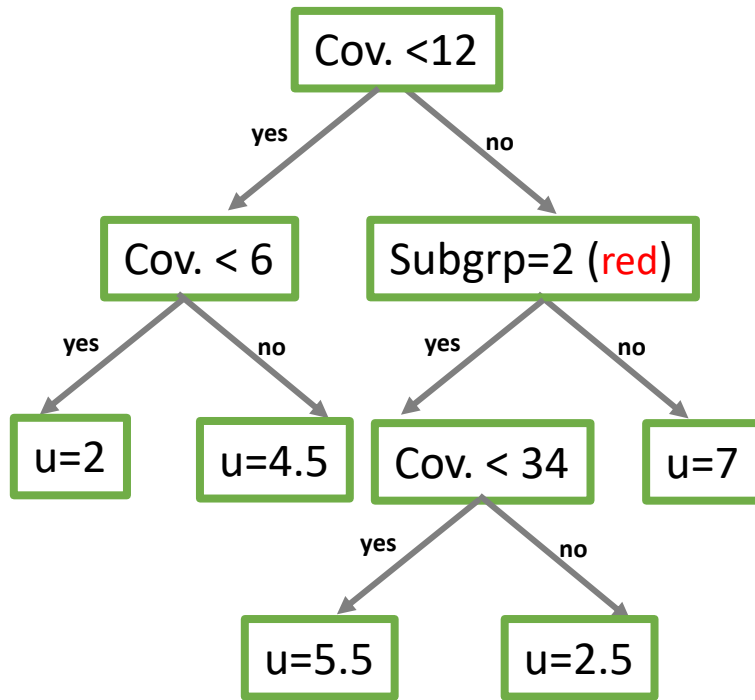 Cov. <12
yes
no
Cov. < 6
Subgrp=2 (red)
yes
no
yes
no
u=2
u=4.5
Cov. < 34
u=7
yes
no
u=5.5
u=2.5